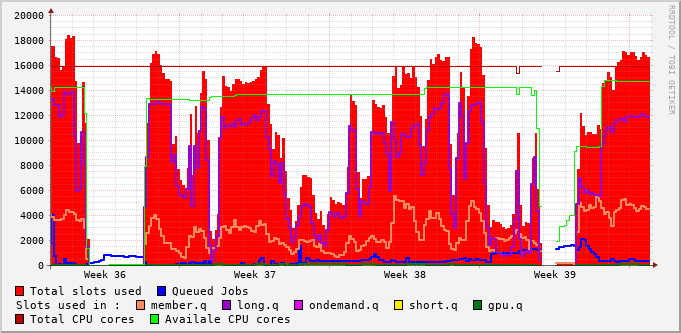 20000
18000
16000
14000
12000
10000
8000
6000
4000
2000
0
Week 36 Week 37 Week 38 Week 39
RRDTOOL / TOBI OETIKER
Total slots used Queued Jobs
Slots used in : member.q long.q ondemand.q short.q gpu.q
Total CPU cores Availale CPU cores